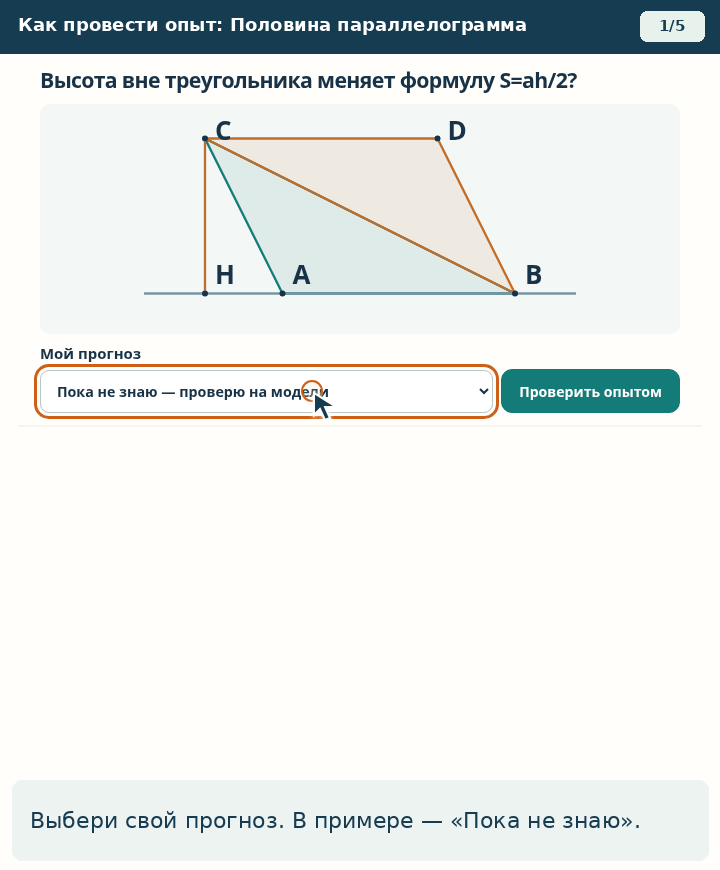 Как провести опыт: Половина параллелограмма
1/5
Высота вне треугольника меняет формулу S=ah/2?
C
D
H
A
B
Мой прогноз
Пока не знаю — проверю на модели
Проверить опытом
Выбери свой прогноз. В примере — «Пока не знаю».